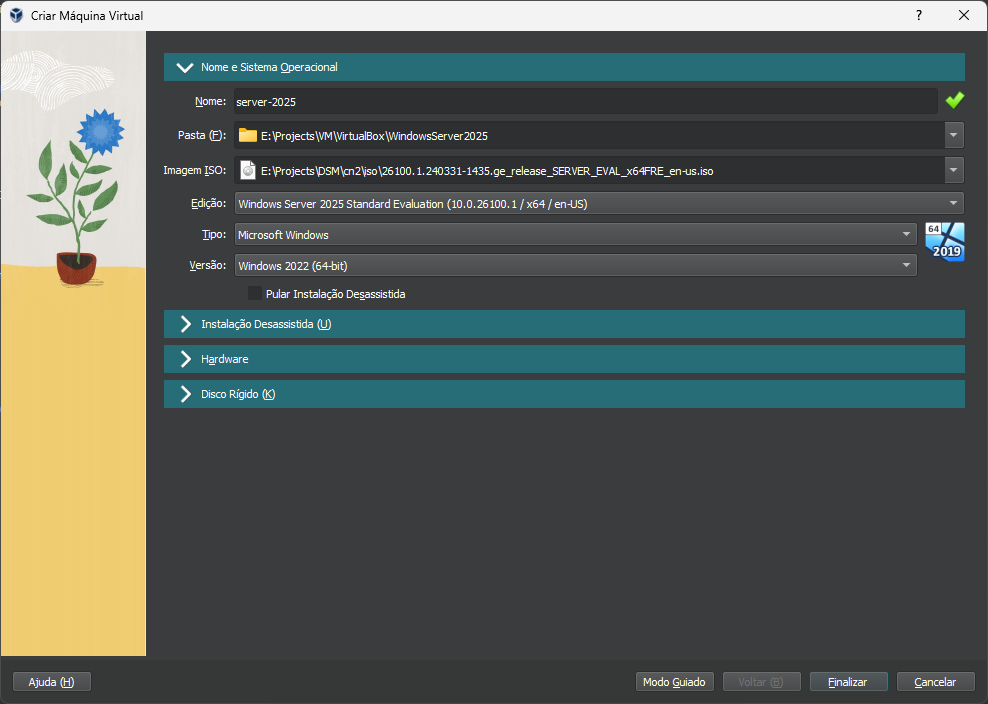 Criar Máquina Virtual
?
Nome e Sistema Operacional
Nome: server-2025
Pasta (F): E:\Projects\VM\VirtualBox\WindowsServer2025
Imagem ISO: E:\Projects\DSM\cn2\iso\26100.1.240331-1435.ge_release_SERVER_EVAL_x64FRE_en-us.iso
Edição: Windows Server 2025 Standard Evaluation (10.0.26100.1 / x64 / en-US)
Tipo: Microsoft Windows
64
2019
Versão: Windows 2022 (64-bit)
Pular Instalação Desassistida
Instalação Desassistida (U)
Hardware
Disco Rígido (K)
Ajuda (H) Modo Guiado Voltar (B) Finalizar Cancelar